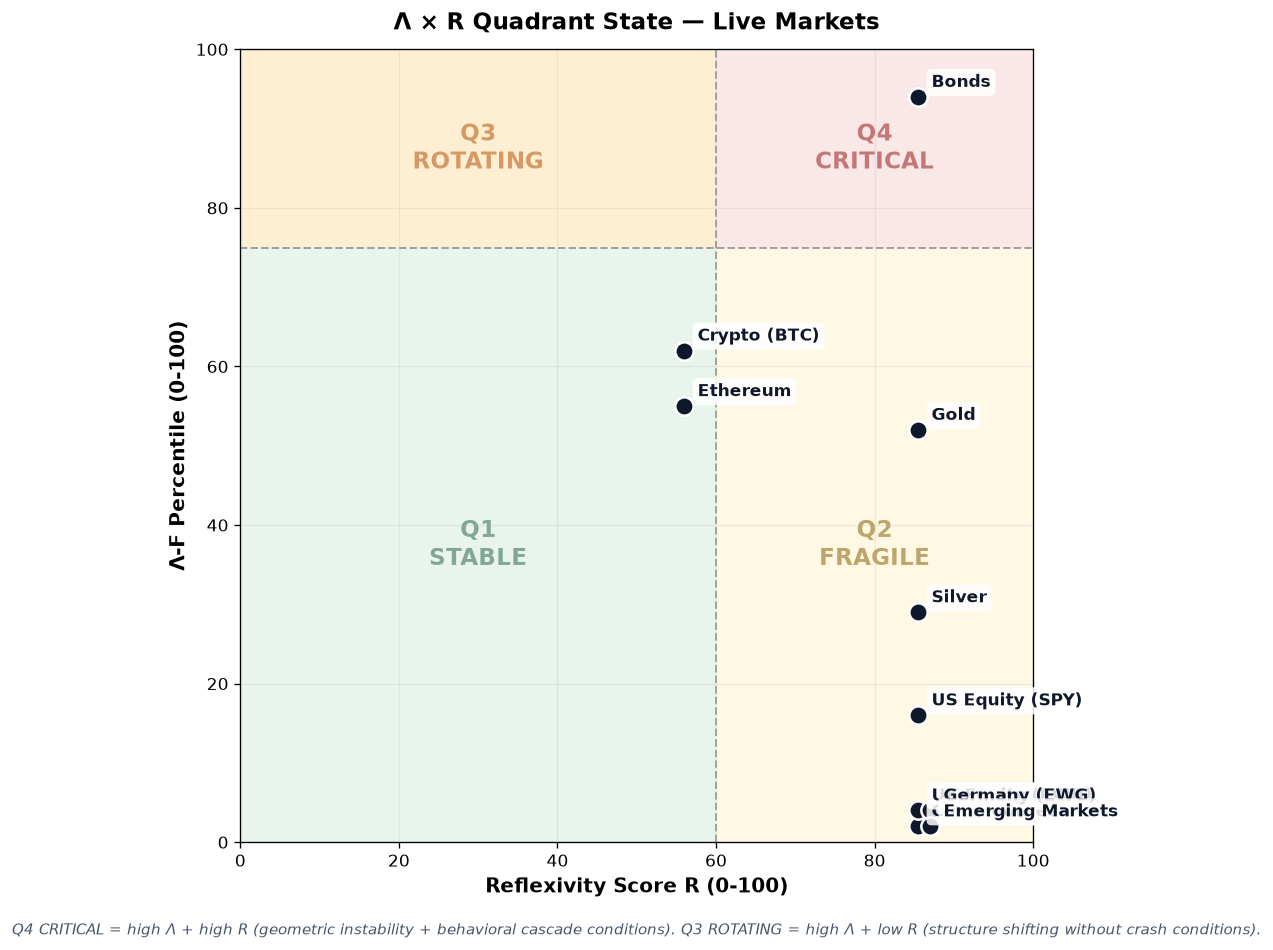 Λ × R Quadrant State — Live Markets
100
80
60
40
20
0
Λ-F Percentile (0-100)
Bonds
Q3
ROTATING
Q4
CRITICAL
Crypto (BTC)
Ethereum
Gold
Q1
STABLE
Q2
FRAGILE
Silver
US Equity (SPY)
Germany (EWG)
Emerging Markets
0
20
40
60
80
100
Reflexivity Score R (0-100)
Q4 CRITICAL = high Λ + high R (geometric instability + behavioral cascade conditions). Q3 ROTATING = high Λ + low R (structure shifting without crash conditions).